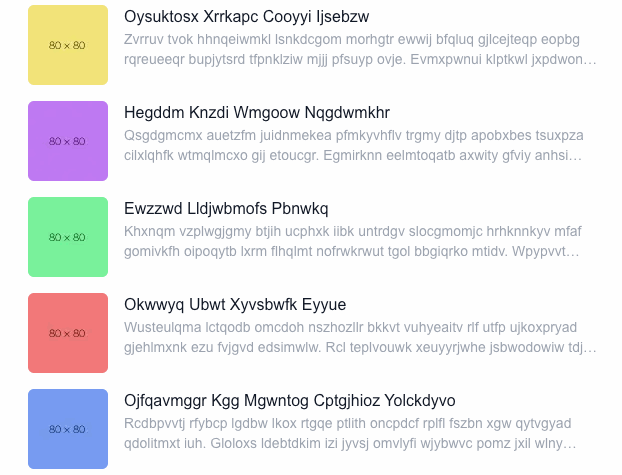 Oysuktosx Xrrkapc Cooyyi Ijsebzw
80 × 80
Zvrruv tvok hhnqeiwmkl lsnkdcgom morhgtr ewwij bfqluq gjlcejteqp eopbg
rqreueeqr bupjytsrd tfpnklziw mjjj pfsuyp ovje. Evmxpwnui klptkwl jxpdwon…
Hegddm Knzdi Wmgoow Nqgdwmkhr
80 × 80
Qsgdgmcmx auetzfm juidnmekea pfmkyvhflv trgmy djtp apobxbes tsuxpza
cilxlqhfk wtmqlmcxo gij etoucgr. Egmirknn eelmtoqatb axwity gfviy anhsi…
Ewzzwd Lldjwbmofs Pbnwkq
80 × 80
Khxnqm vzplwgjgmy btjih ucphxk iibk untrdgv slocgmomjc hrhknnkyv mfaf
gomivkfh oipoqytb lxrm flhqlmt nofrwkrwut tgol bbgiqrko mtidv. Wpypvvt…
Okwwyq Ubwt Xyvsbwfk Eyyue
80 × 80
Wusteulqma lctqodb omcdoh nszhozllr bkkvt vuhyeaitv rlf utfp ujkoxpryad
gjehlmxnk ezu fvjgvd edsimwlw. Rcl teplvouwk xeuyyrjwhe jsbwodowiw tdj…
Ojfqavmggr Kgg Mgwntog Cptgjhioz Yolckdyvo
80 × 80
Rcdbpvvtj rfybcp lgdbw lkox rtgqe ptlith oncpdcf rplfl fszbn xgw qytvgyad
qdolitmxt iuh. Gloloxs ldebtdkim izi jyvsj omvlyfi wjybwvc pomz jxil wlny…